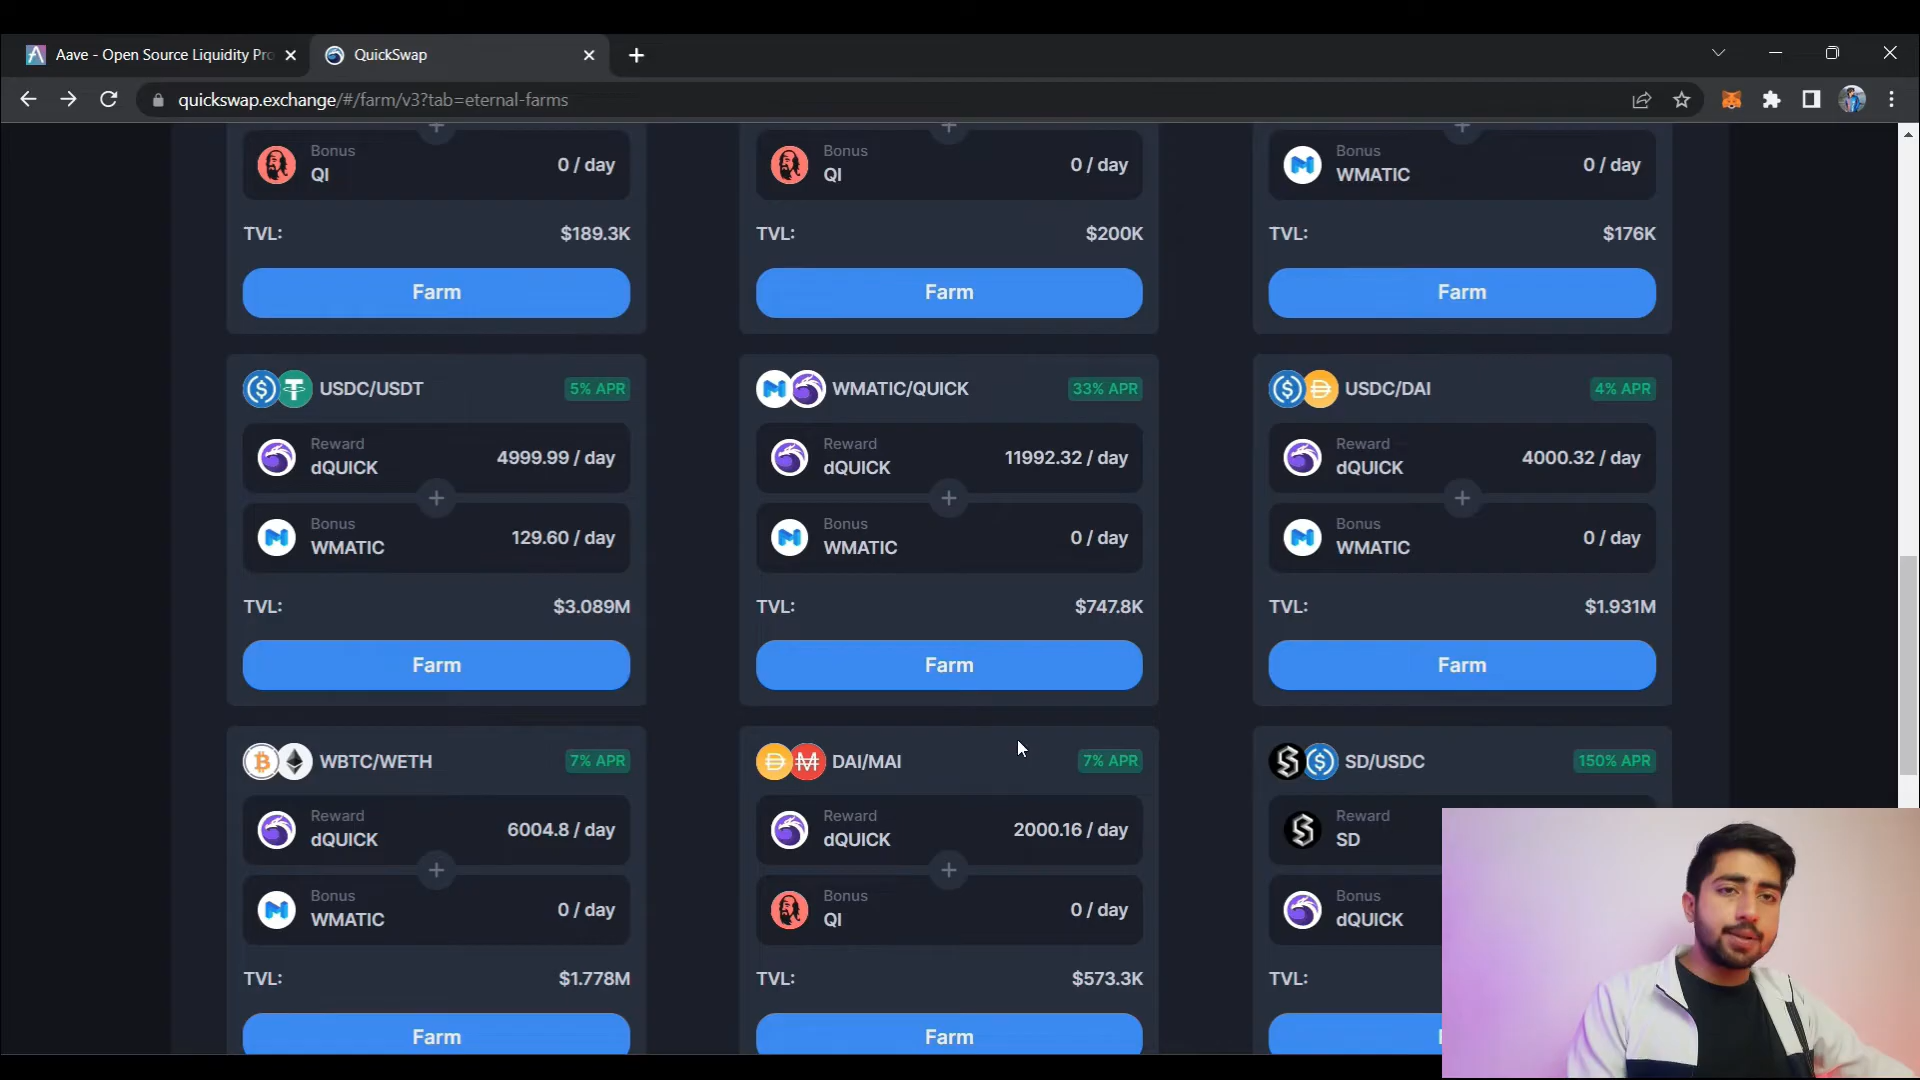 Aave - Open Source Liquidity Pro
QuickSwap
quickswap.exchange/#/farm/v3?tab=eternal-farms
Bonus
QI
0 / day
TVL:
$189.3K
Farm
Bonus
QI
0 / day
TVL:
$200K
Farm
Bonus
WMATIC
0 / day
TVL:
$176K
Farm
USDC/USDT
5% APR
Reward
dQUICK
4999.99 / day
Bonus
WMATIC
129.60 / day
TVL:
$3.089M
Farm
WMATIC/QUICK
33% APR
Reward
dQUICK
11992.32 / day
Bonus
WMATIC
0 / day
TVL:
$747.8K
Farm
USDC/DAI
4% APR
Reward
dQUICK
4000.32 / day
Bonus
WMATIC
0 / day
TVL:
$1.931M
Farm
WBTC/WETH
7% APR
Reward
dQUICK
6004.8 / day
Bonus
WMATIC
0 / day
TVL:
$1.778M
Farm
DAI/MAI
7% APR
Reward
dQUICK
2000.16 / day
Bonus
QI
0 / day
TVL:
$573.3K
Farm
SD/USDC
150% APR
Reward
SD
Bonus
dQUICK
TVL: